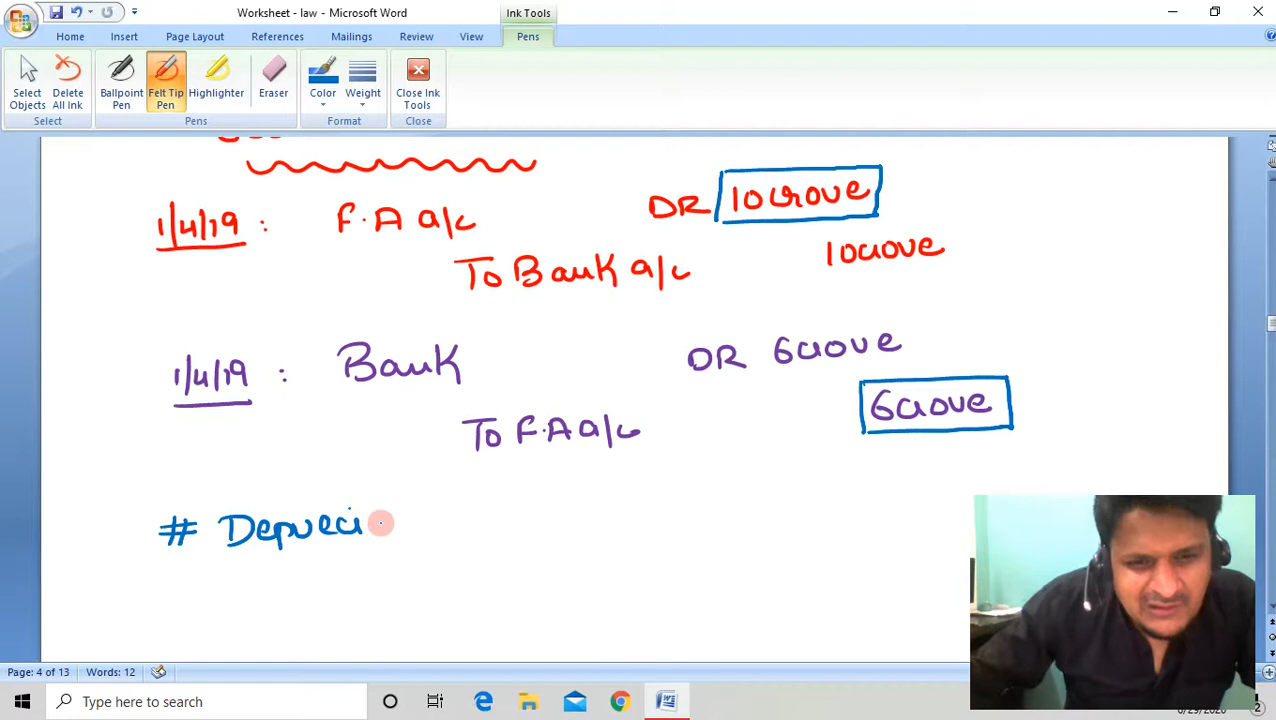 Worksheet - law - Microsoft Word
Ink Tools
Home Insert Page Layout References Mailings Review View Pens
Select Objects
Delete All Ink
Ballpoint Pen
Felt Tip Pen
Highlighter
Eraser
Color
Weight
Close Ink Tools
Select Pens Format Close
1/4/19 : F.A a/c DR 10crore
To Bank a/c 10crore
1/4/19 : Bank DR 6crore
To F.A a/c 6crore
# Depreci
Page: 4 of 13 Words: 12
Type here to search